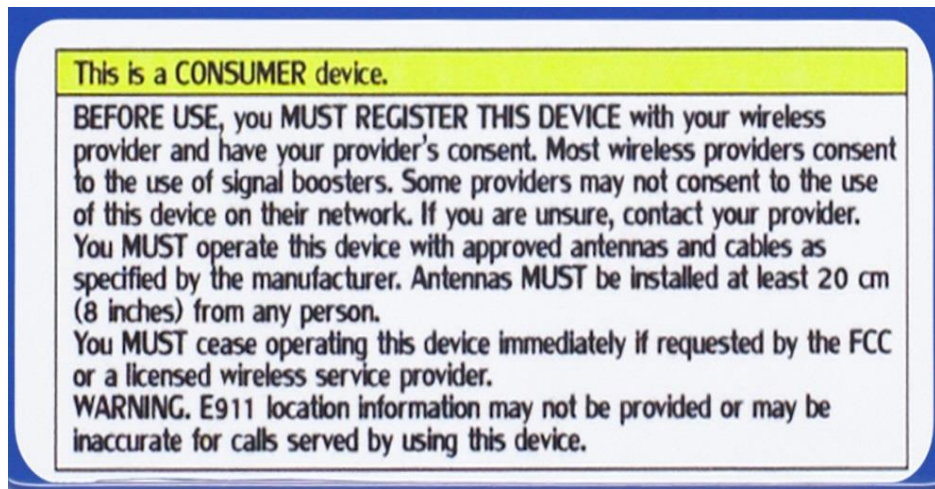 This is a CONSUMER device.
BEFORE USE, you MUST REGISTER THIS DEVICE with your wireless
provider and have your provider's consent. Most wireless providers consent
to the use of signal boosters. Some providers may not consent to the use
of this device on their network. If you are unsure, contact your provider.
You MUST operate this device with approved antennas and cables as
specified by the manufacturer. Antennas MUST be installed at least 20 cm
(8 inches) from any person.
You MUST cease operating this device immediately if requested by the FCC
or a licensed wireless service provider.
WARNING. E911 location information may not be provided or may be
inaccurate for calls served by using this device.